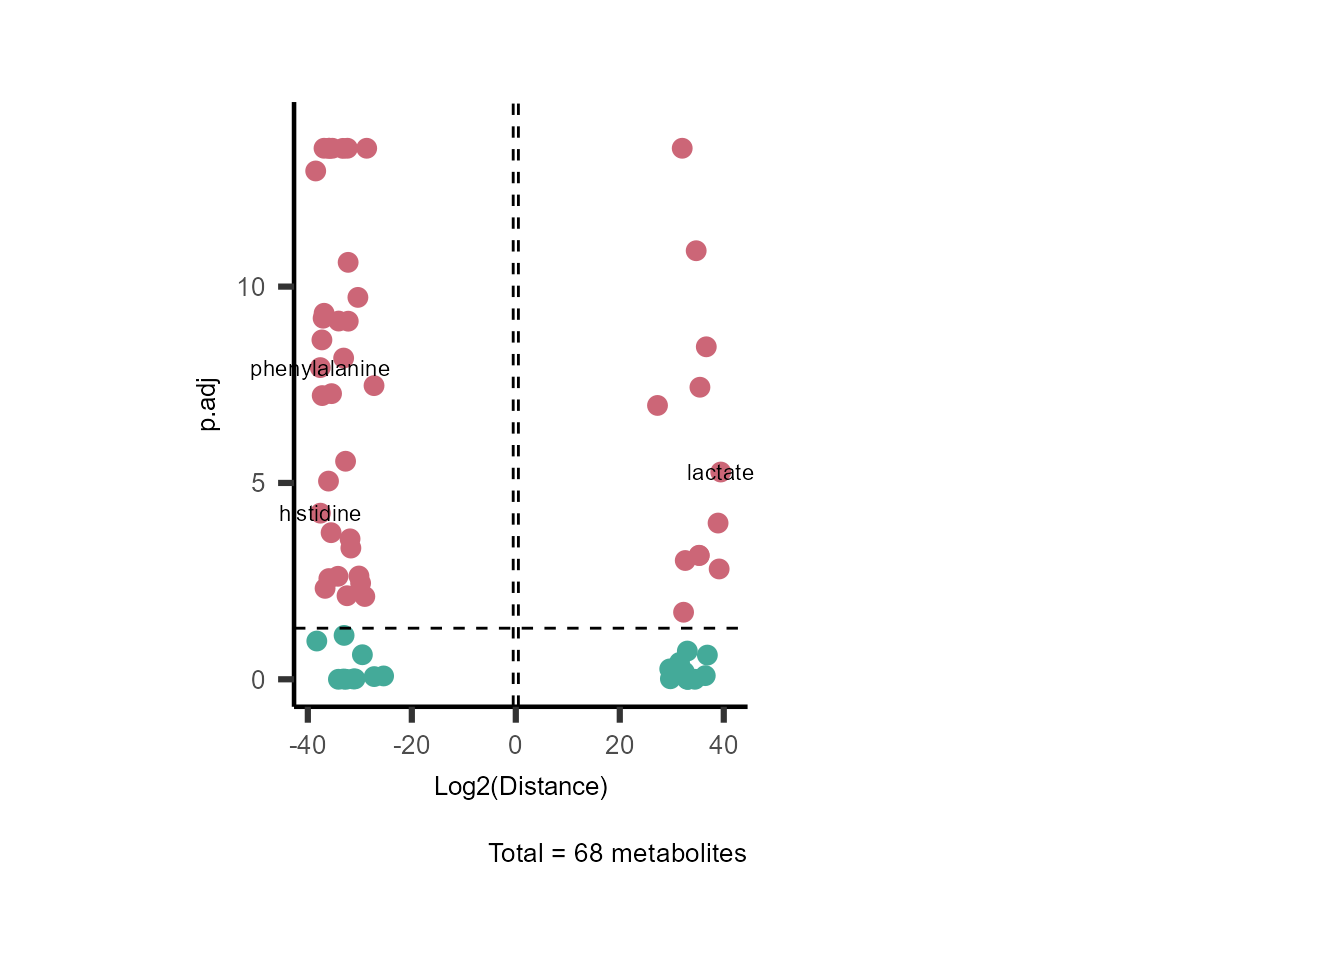 10
phenylalanine
p.adj
lactate
5
histidine
0
-40 -20 0 20 40
Log2(Distance)
Total = 68 metabolites